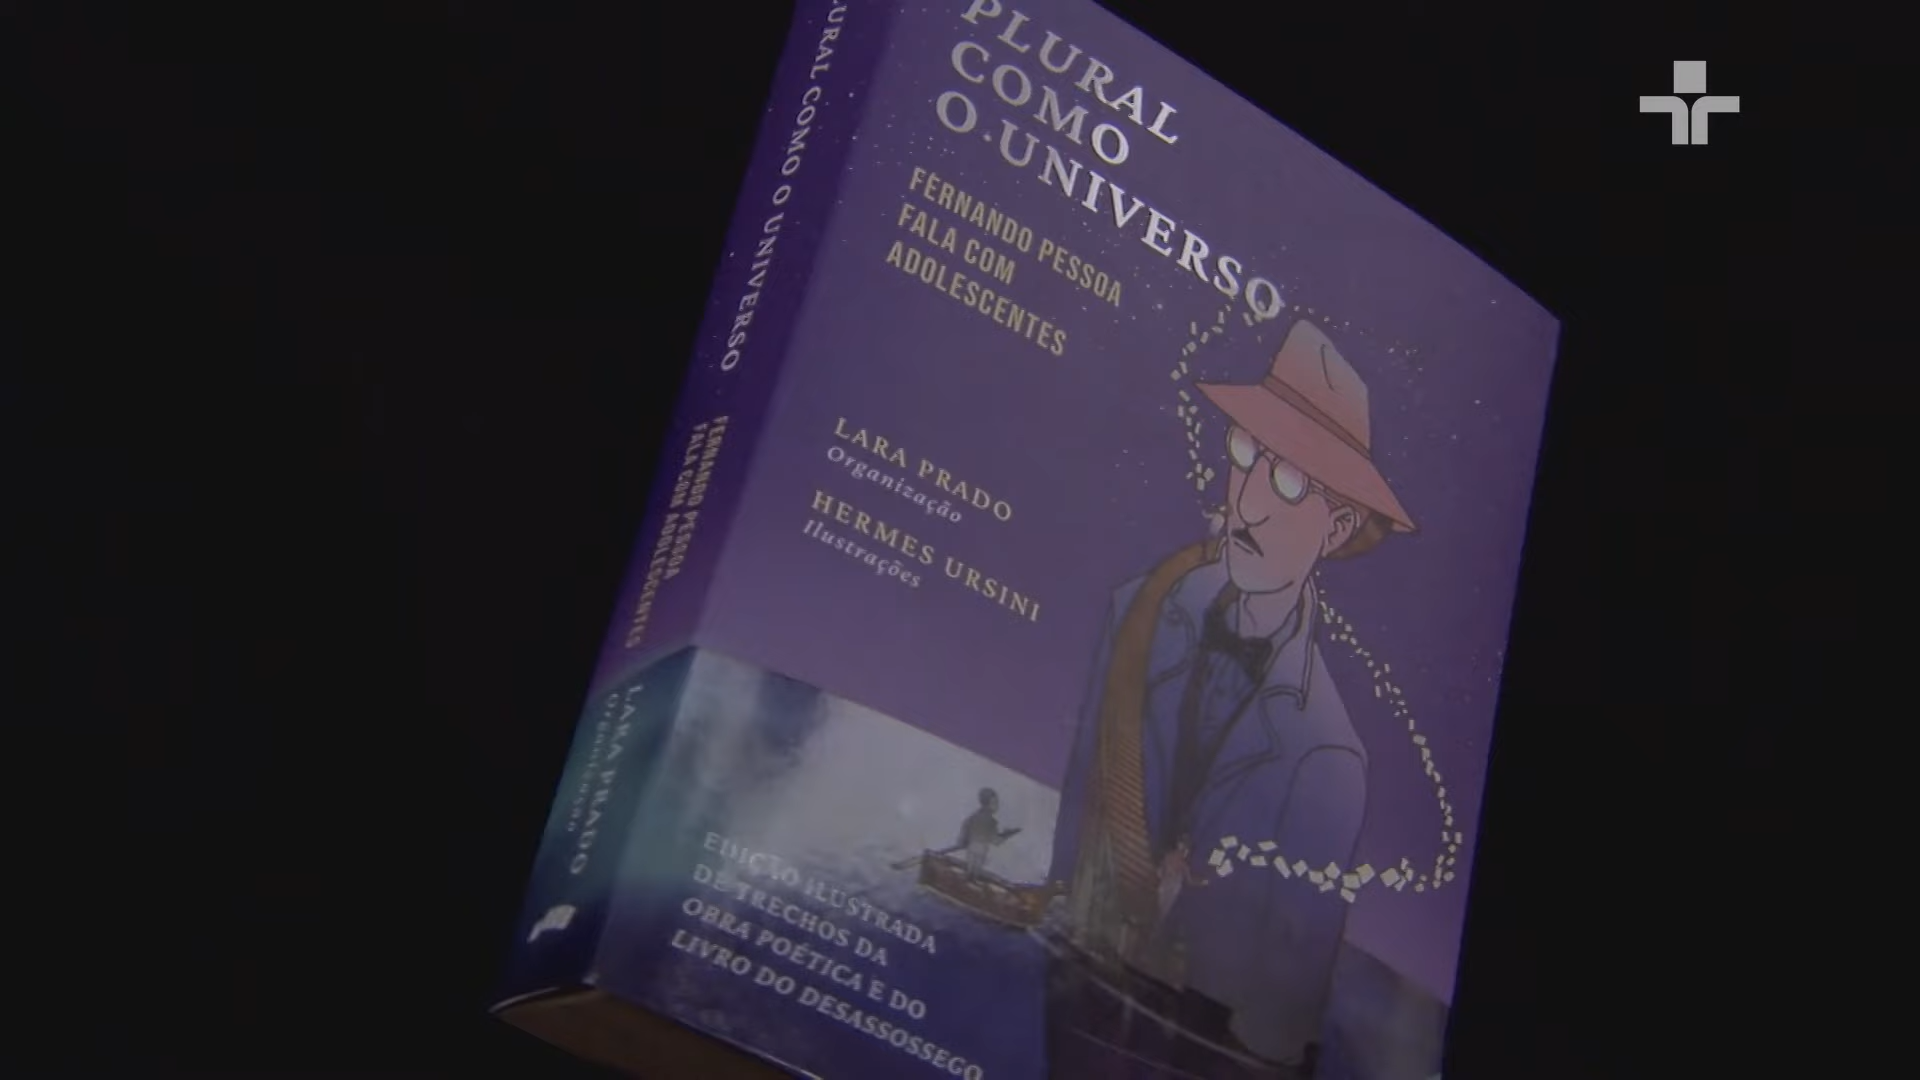 PLURAL
COMO
O UNIVERSO
FERNANDO PESSOA
FALA COM
ADOLESCENTES
LARA PRADO
Organização
HERMES URSINI
Ilustrações
EDIÇÃO ILUSTRADA
DE TRECHOS DA
OBRA POÉTICA E DO
LIVRO DO DESASSOSSEGO
PLURAL COMO O UNIVERSO
FERNANDO PESSOA
FALA COM ADOLESCENTES
LARA PRADO
Organização